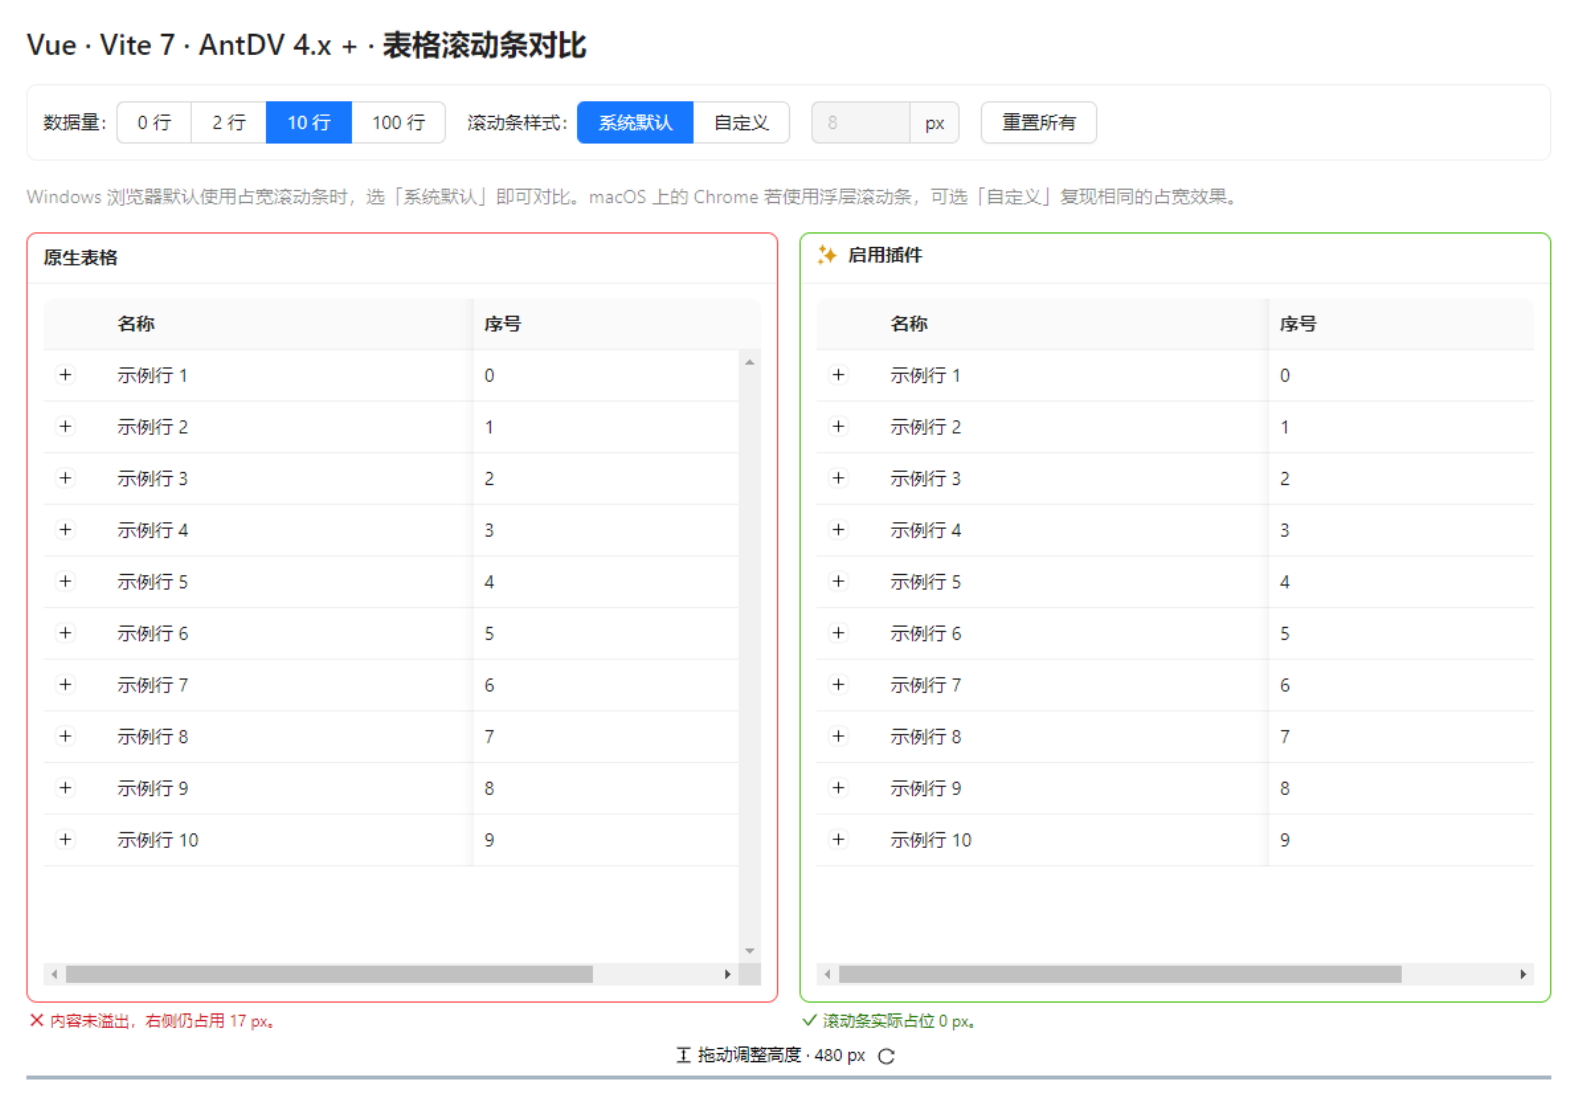 Vue · Vite 7 · AntDV 4.x + · 表格滚动条对比
数据量: 0 行 2 行 10 行 100 行 滚动条样式: 系统默认 自定义 8 px 重置所有
Windows 浏览器默认使用占宽滚动条时，选「系统默认」即可对比。macOS 上的 Chrome 若使用浮层滚动条，可选「自定义」复现相同的占宽效果。
原生表格
名称 序号
示例行 1 0
示例行 2 1
示例行 3 2
示例行 4 3
示例行 5 4
示例行 6 5
示例行 7 6
示例行 8 7
示例行 9 8
示例行 10 9
内容未溢出，右侧仍占用 17 px。
启用插件
名称 序号
示例行 1 0
示例行 2 1
示例行 3 2
示例行 4 3
示例行 5 4
示例行 6 5
示例行 7 6
示例行 8 7
示例行 9 8
示例行 10 9
滚动条实际占位 0 px。
拖动调整高度 · 480 px